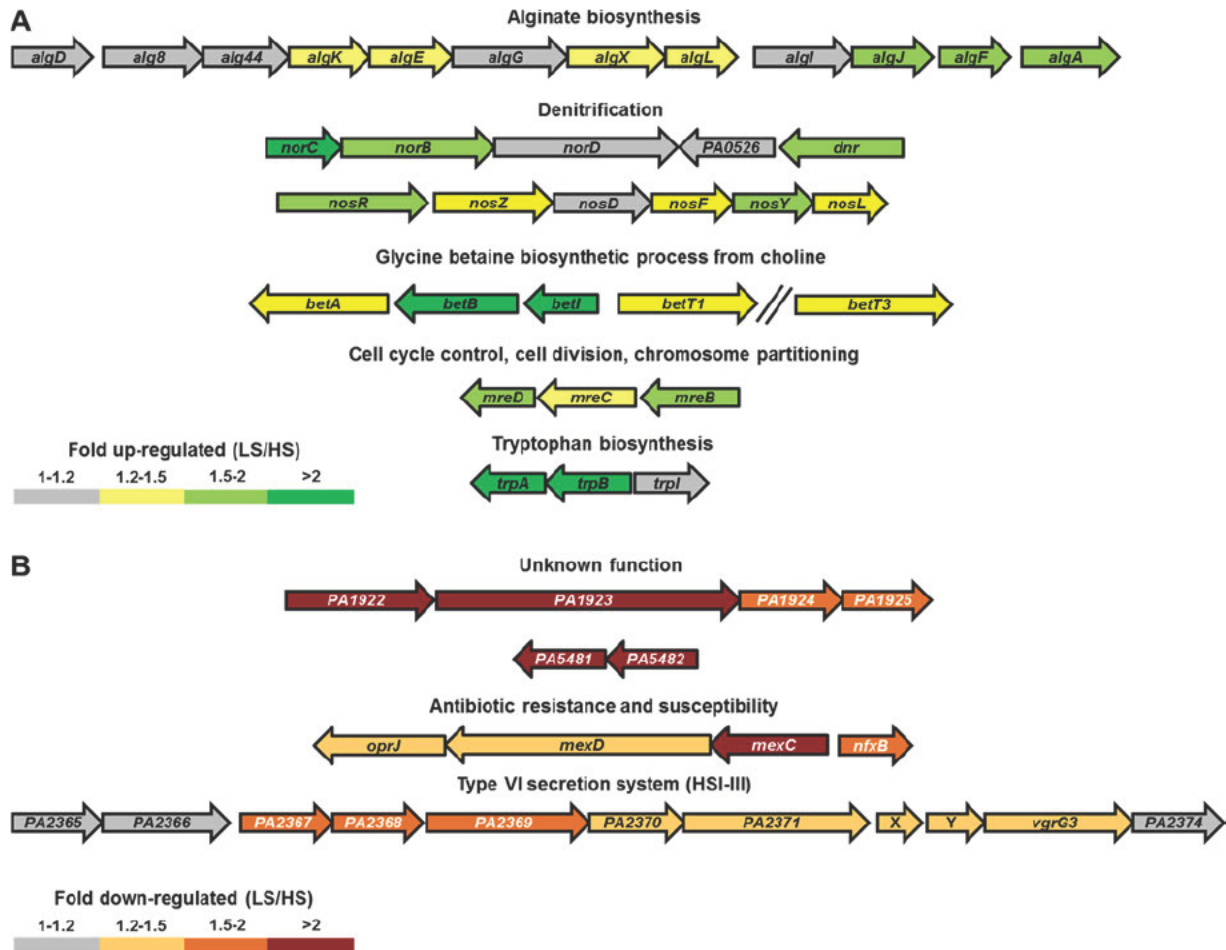 A
Alginate biosynthesis
algD alg8 alg44 algK algE algG algX algL algI algJ algF algA
Denitrification
norC norB norD PA0526 dnr
nosR nosZ nosD nosF nosY nosL
Glycine betaine biosynthetic process from choline
betA betB betI betT1 betT3
Cell cycle control, cell division, chromosome partitioning
mreD mreC mreB
Tryptophan biosynthesis
trpA trpB trpI
Fold up-regulated (LS/HS)
1-1.2 1.2-1.5 1.5-2 >2
B
Unknown function
PA1922 PA1923 PA1924 PA1925
PA5481 PA5482
Antibiotic resistance and susceptibility
oprJ mexD mexC nfxB
Type VI secretion system (HSI-III)
PA2365 PA2366 PA2367 PA2368 PA2369 PA2370 PA2371 X Y vgrG3 PA2374
Fold down-regulated (LS/HS)
1-1.2 1.2-1.5 1.5-2 >2